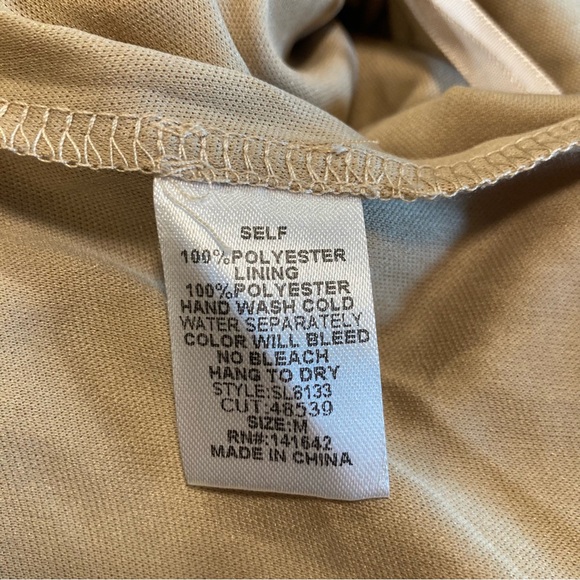 SELF
100%POLYESTER
LINING
100%POLYESTER
HAND WASH COLD
WATER SEPARATELY
COLOR WILL BLEED
NO BLEACH
HANG TO DRY
STYLE:SL8133
CUT:48539
SIZE:M
RN#:141642
MADE IN CHINA